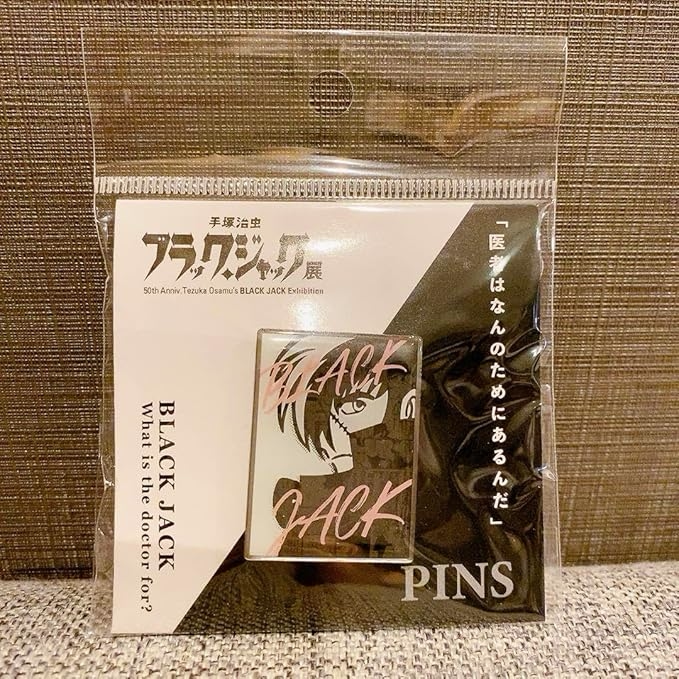 手塚治虫
ブラック・ジャック展
50th Anniv. Tezuka Osamu's BLACK JACK Exhibition
「医者はなんのためにあるんだ」
BLACK
JACK
BLACK JACK
What is the doctor for?
PINS